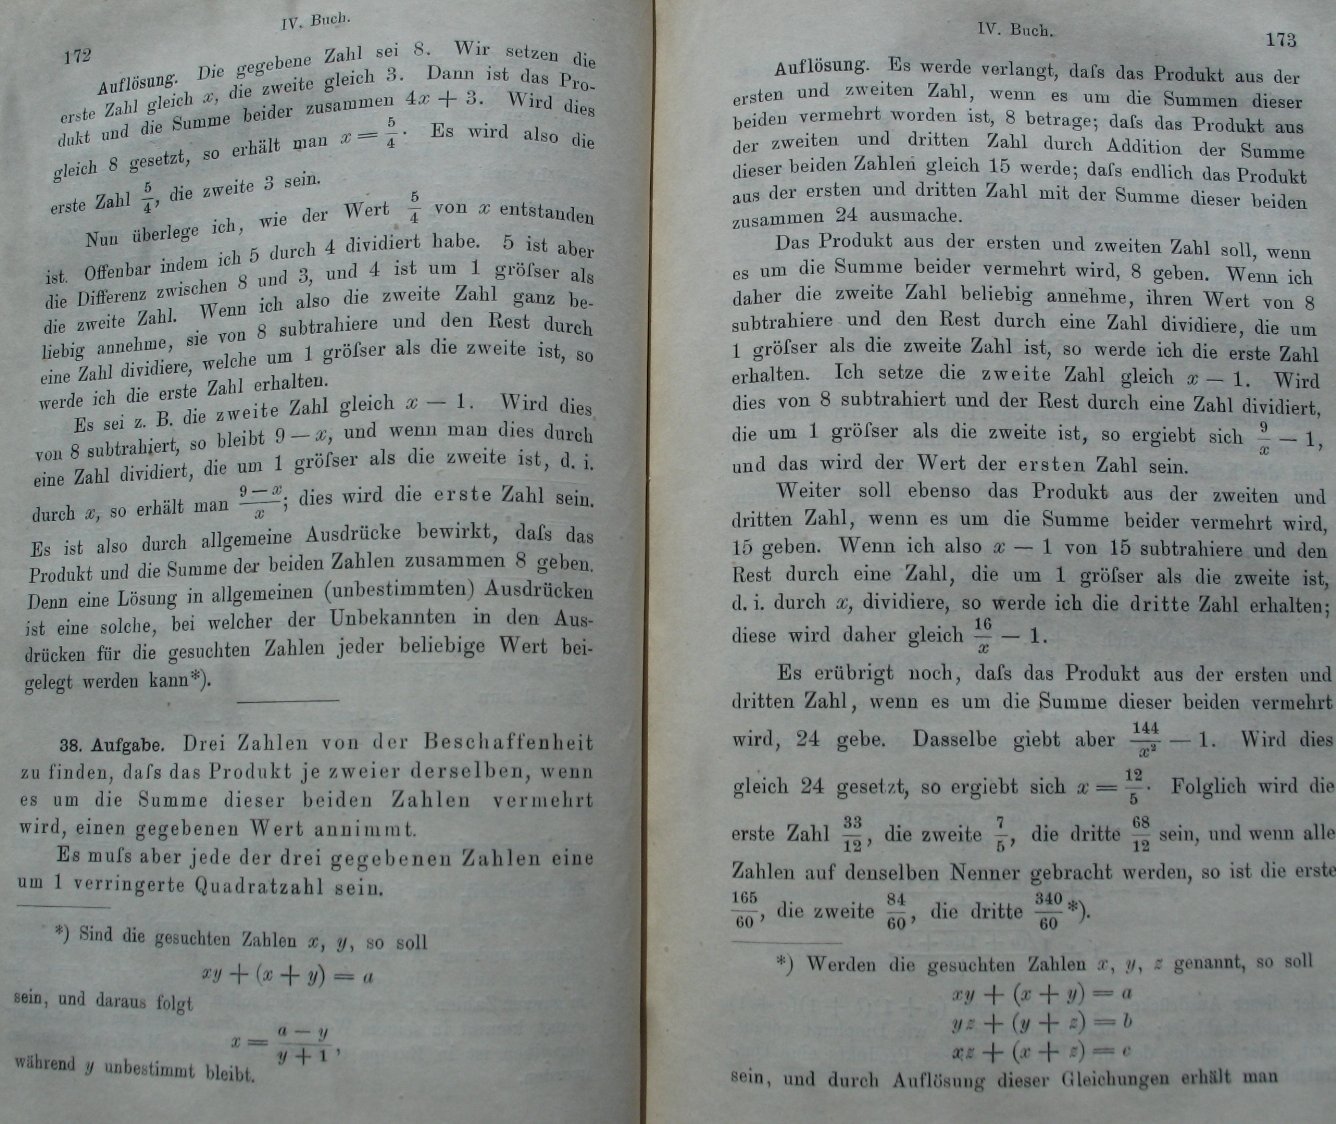 IV. Buch.
172
Auflösung. Die gegebene Zahl sei 8. Wir setzen die
erste Zahl gleich x, die zweite gleich 3. Dann ist das Pro-
dukt und die Summe beider zusammen 4x + 3. Wird dies
gleich 8 gesetzt, so erhält man x = 5/4. Es wird also die
erste Zahl 5/4, die zweite 3 sein.
Nun überlege ich, wie der Wert 5/4 von x entstanden
ist. Offenbar indem ich 5 durch 4 dividiert habe. 5 ist aber
die Differenz zwischen 8 und 3, und 4 ist um 1 gröſser als
die zweite Zahl. Wenn ich also die zweite Zahl ganz be-
liebig annehme, sie von 8 subtrahiere und den Rest durch
eine Zahl dividiere, welche um 1 gröſser als die zweite ist, so
werde ich die erste Zahl erhalten.
Es sei z. B. die zweite Zahl gleich x — 1. Wird dies
von 8 subtrahiert, so bleibt 9 — x, und wenn man dies durch
eine Zahl dividiert, die um 1 gröſser als die zweite ist, d. i.
durch x, so erhält man (9 — x)/x; dies wird die erste Zahl sein.
Es ist also durch allgemeine Ausdrücke bewirkt, daſs das
Produkt und die Summe der beiden Zahlen zusammen 8 geben.
Denn eine Lösung in allgemeinen (unbestimmten) Ausdrücken
ist eine solche, bei welcher der Unbekannten in den Aus-
drücken für die gesuchten Zahlen jeder beliebige Wert bei-
gelegt werden kann*).
38. Aufgabe. Drei Zahlen von der Beschaffenheit
zu finden, daſs das Produkt je zweier derselben, wenn
es um die Summe dieser beiden Zahlen vermehrt
wird, einen gegebenen Wert annimmt.
Es muſs aber jede der drei gegebenen Zahlen eine
um 1 verringerte Quadratzahl sein.
*) Sind die gesuchten Zahlen x, y, so soll
xy + (x + y) = a
sein, und daraus folgt
x = (a — y)/(y + 1),
während y unbestimmt bleibt.
IV. Buch.
173
Auflösung. Es werde verlangt, daſs das Produkt aus der
ersten und zweiten Zahl, wenn es um die Summen dieser
beiden vermehrt worden ist, 8 betrage; daſs das Produkt aus
der zweiten und dritten Zahl durch Addition der Summe
dieser beiden Zahlen gleich 15 werde; daſs endlich das Produkt
aus der ersten und dritten Zahl mit der Summe dieser beiden
zusammen 24 ausmache.
Das Produkt aus der ersten und zweiten Zahl soll, wenn
es um die Summe beider vermehrt wird, 8 geben. Wenn ich
daher die zweite Zahl beliebig annehme, ihren Wert von 8
subtrahiere und den Rest durch eine Zahl dividiere, die um
1 gröſser als die zweite Zahl ist, so werde ich die erste Zahl
erhalten. Ich setze die zweite Zahl gleich x — 1. Wird
dies von 8 subtrahiert und der Rest durch eine Zahl dividiert,
die um 1 gröſser als die zweite ist, so ergiebt sich 9/x — 1,
und das wird der Wert der ersten Zahl sein.
Weiter soll ebenso das Produkt aus der zweiten und
dritten Zahl, wenn es um die Summe beider vermehrt wird,
15 geben. Wenn ich also x — 1 von 15 subtrahiere und den
Rest durch eine Zahl, die um 1 gröſser als die zweite ist,
d. i. durch x, dividiere, so werde ich die dritte Zahl erhalten;
diese wird daher gleich 16/x — 1.
Es erübrigt noch, daſs das Produkt aus der ersten und
dritten Zahl, wenn es um die Summe dieser beiden vermehrt
wird, 24 gebe. Dasselbe giebt aber 144/x² — 1. Wird dies
gleich 24 gesetzt, so ergiebt sich x = 12/5. Folglich wird die
erste Zahl 33/12, die zweite 7/5, die dritte 68/12 sein, und wenn alle
Zahlen auf denselben Nenner gebracht werden, so ist die erste
165/60, die zweite 84/60, die dritte 340/60 *).
*) Werden die gesuchten Zahlen x, y, z genannt, so soll
xy + (x + y) = a
yz + (y + z) = b
xz + (x + z) = c
sein, und durch Auflösung dieser Gleichungen erhält man